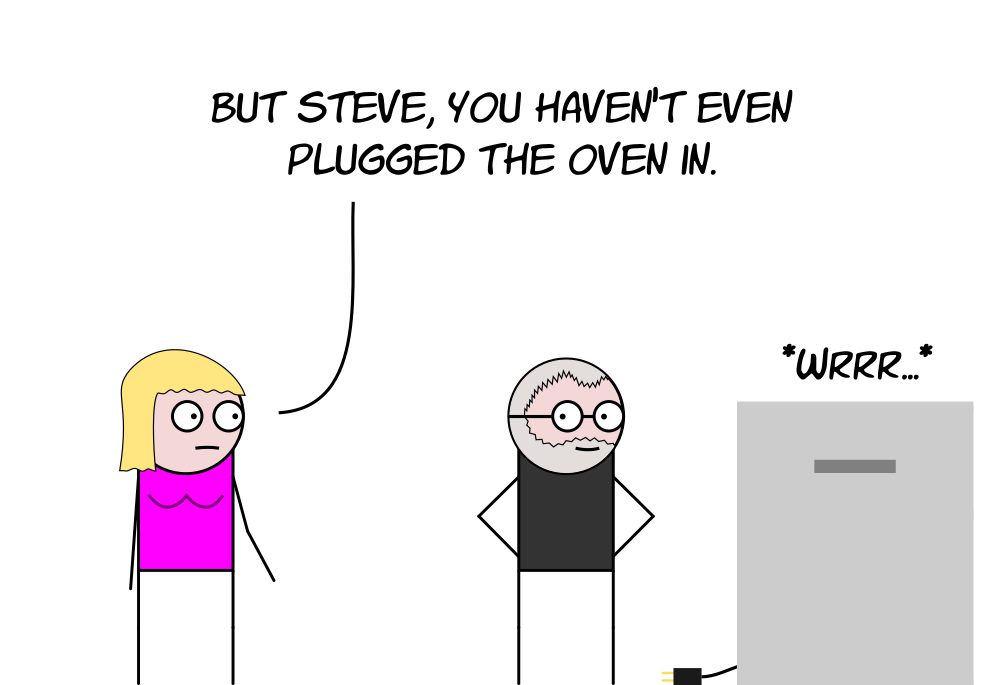 BUT STEVE, YOU HAVEN'T EVEN
PLUGGED THE OVEN IN.
*WRRR...*